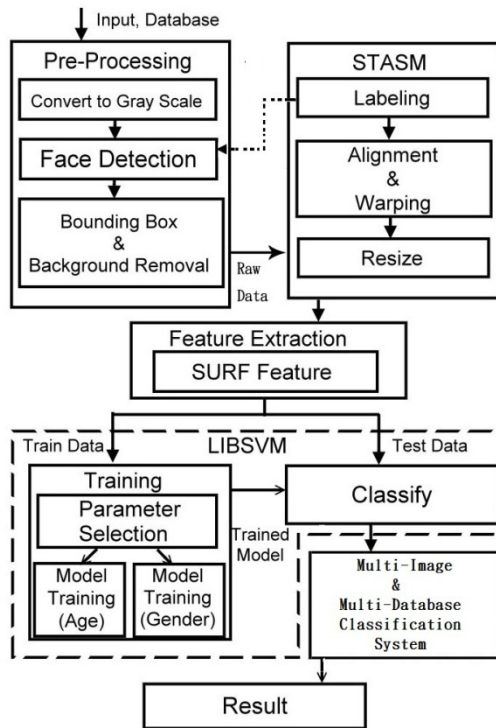 Input, Database
Pre-Processing
Convert to Gray Scale
Face Detection
Bounding Box
&
Background Removal
Raw
Data
STASM
Labeling
Alignment
&
Warping
Resize
Feature Extraction
SURF Feature
Train Data
LIBSVM
Test Data
Training
Parameter
Selection
Model
Training
(Age)
Model
Training
(Gender)
Trained
Model
Classify
Multi-Image
&
Multi-Database
Classification
System
Result